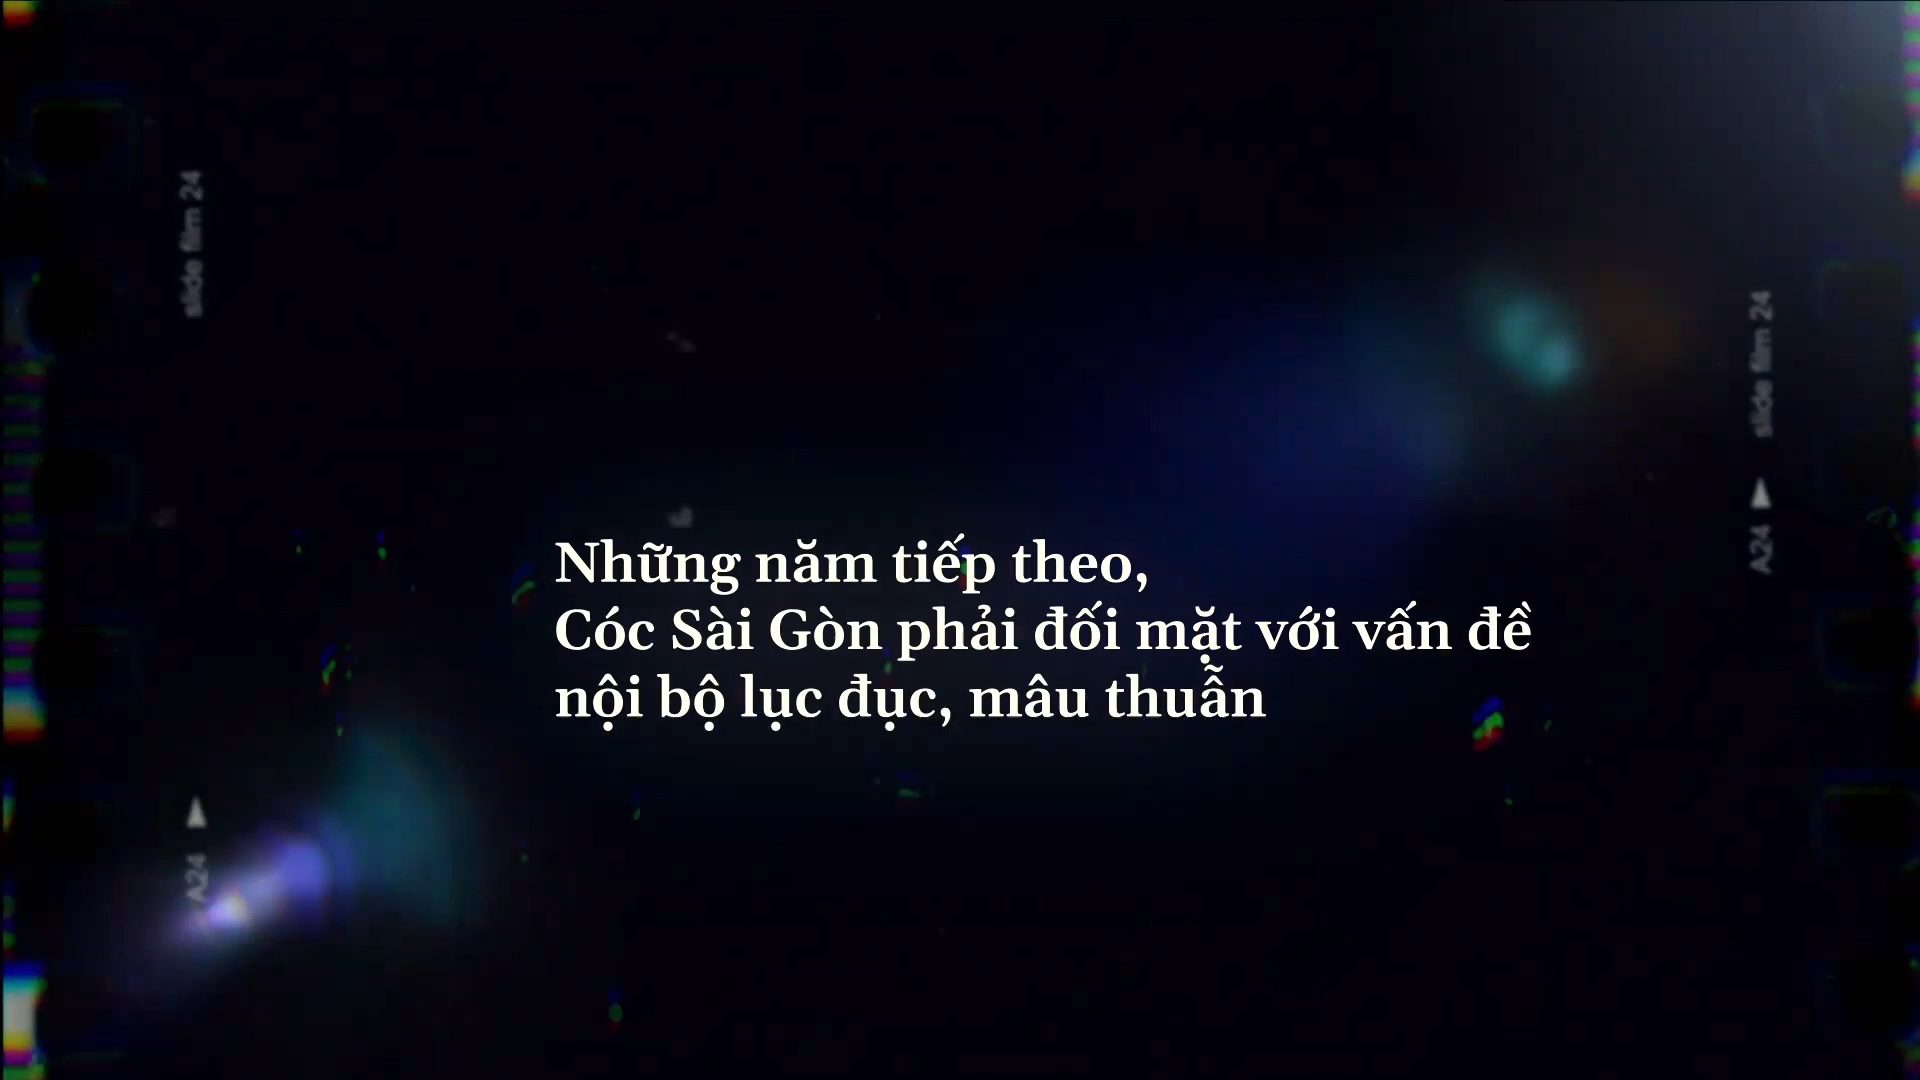 slide film 24
slide film 24
A24
Những năm tiếp theo,
Cóc Sài Gòn phải đối mặt với vấn đề
nội bộ lục đục, mâu thuẫn
A24